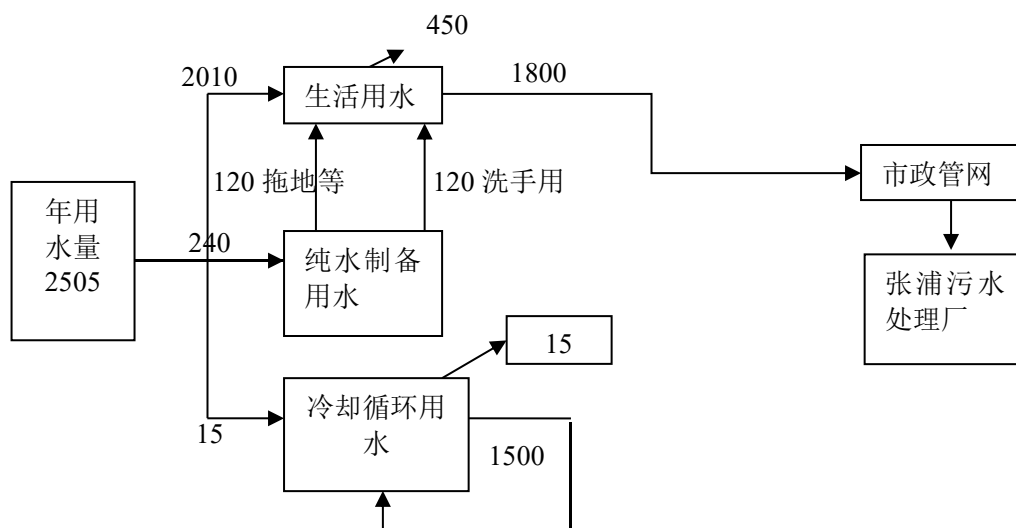 450
2010
1800
生活用水
120 拖地等
120 洗手用
市政管网
年用
水量
2505
240
纯水制备
用水
张浦污水
处理厂
15
冷却循环用
水
15
1500